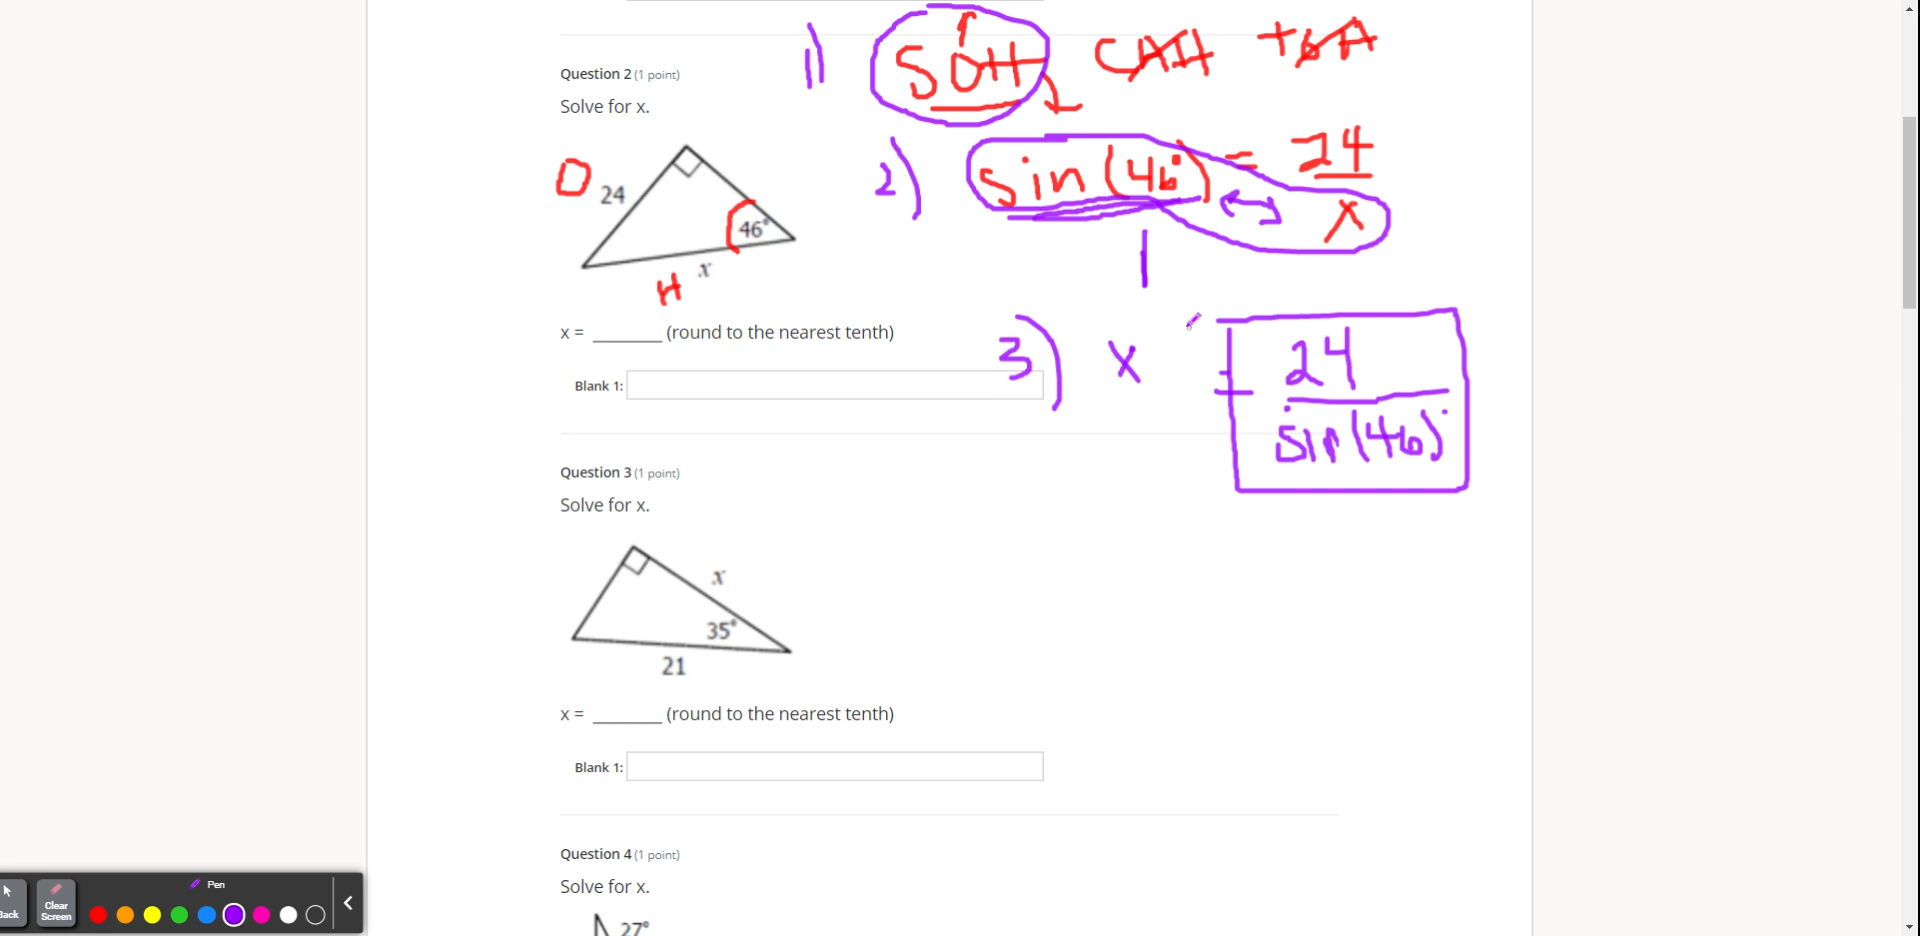 1) SOH CAH TOA
Question 2 (1 point)
Solve for x.
O
24
46°
x
H
2) sin(46°) = 24
x
1
x = _______ (round to the nearest tenth)
Blank 1:
3) x = 24
sin(46)°
Question 3 (1 point)
Solve for x.
x
35°
21
x = _______ (round to the nearest tenth)
Blank 1:
Question 4 (1 point)
Solve for x.
27°
Back
Clear
Screen
Pen